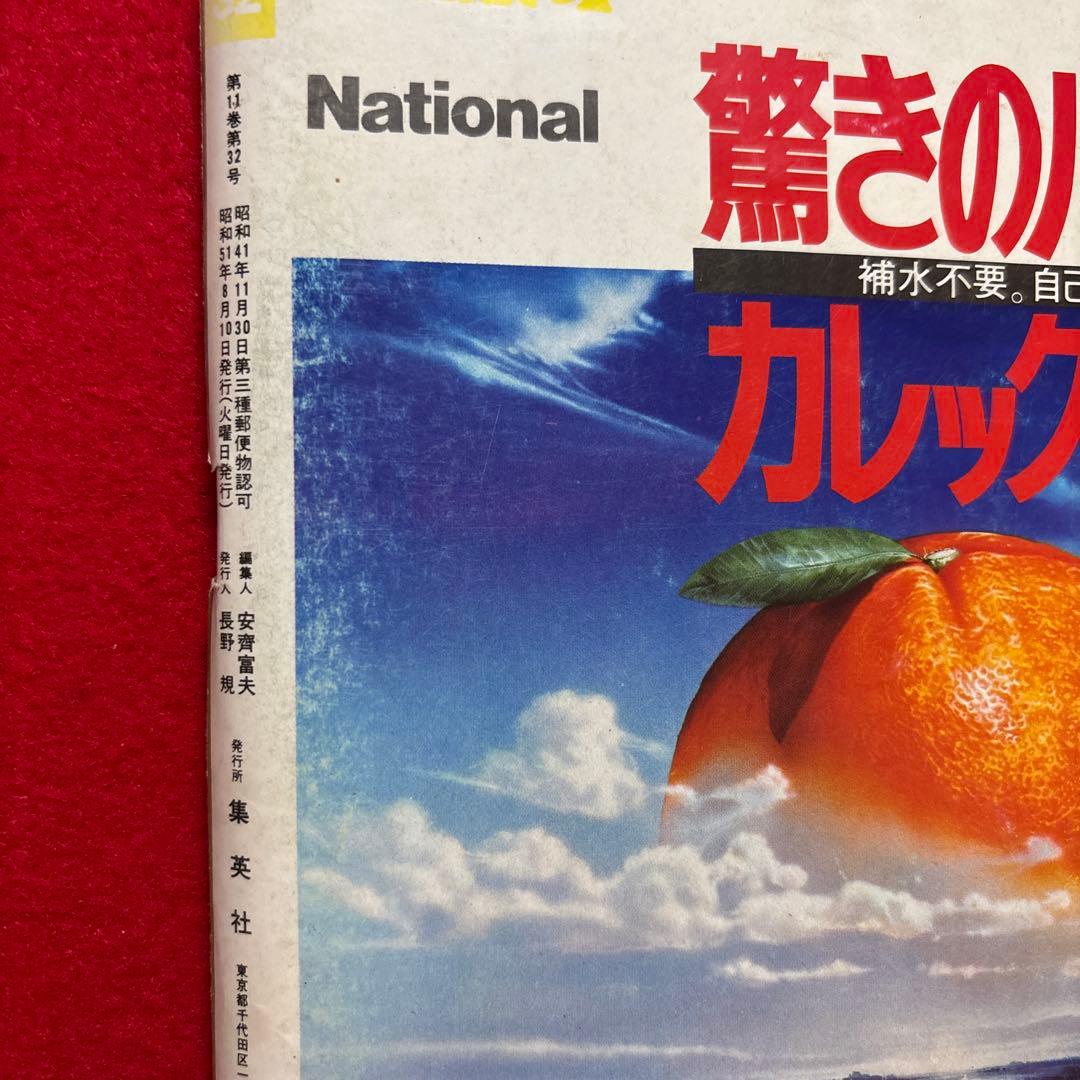 32
第11巻第32号
昭和41年11月30日第三種郵便物認可
昭和51年8月10日発行(火曜日発行)
編集人 安齊富夫
発行人 長野 規
発行所 集英社
東京都千代田区一
National
驚きの
補水不要。自己
カレック